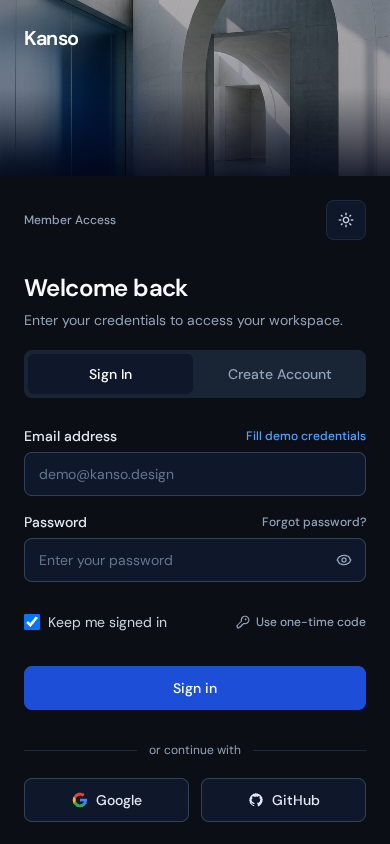 Kanso
Member Access
Welcome back
Enter your credentials to access your workspace.
Sign In Create Account
Email address Fill demo credentials
demo@kanso.design
Password Forgot password?
Enter your password
Keep me signed in Use one-time code
Sign in
or continue with
Google GitHub